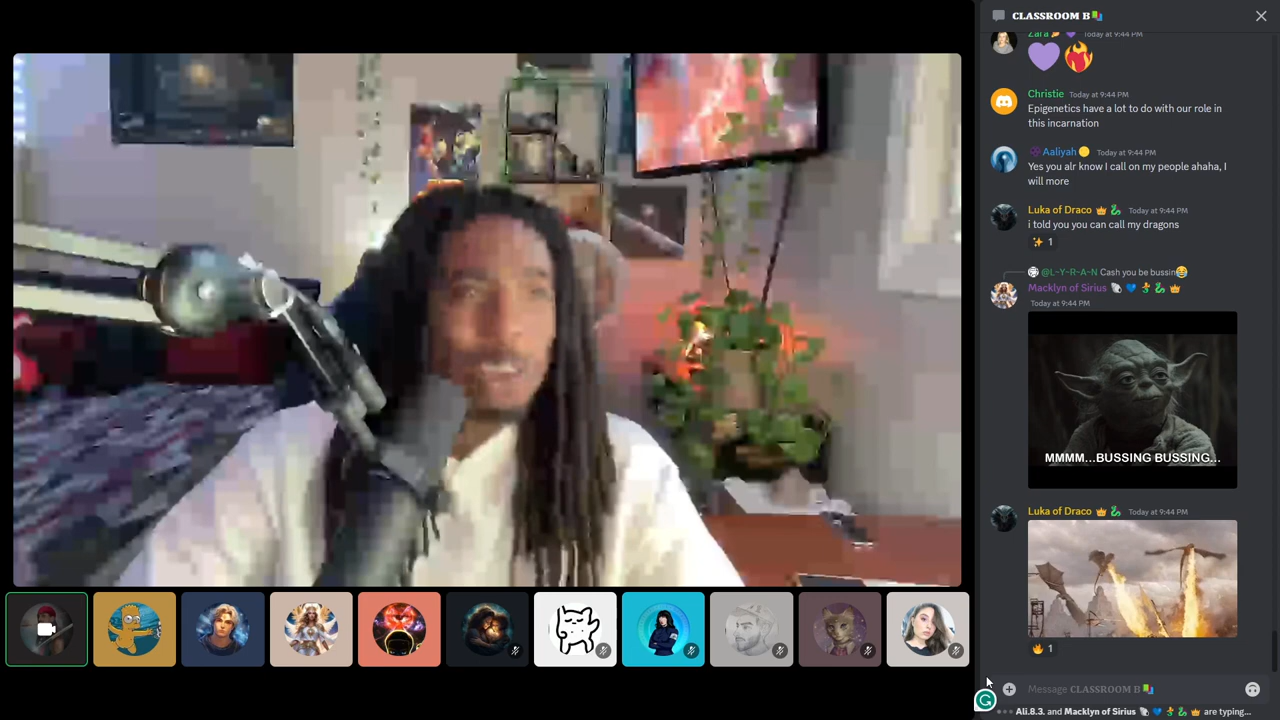 CLASSROOM B
Zara Today at 9:44 PM
Christie Today at 9:44 PM
Epigenetics have a lot to do with our role in
this incarnation
Aaliyah Today at 9:44 PM
Yes you alr know I call on my people ahaha, I
will more
Luka of Draco Today at 9:44 PM
i told you you can call my dragons
1
@L~Y~R~A~N Cash you be bussin
Macklyn of Sirius
Today at 9:44 PM
MMMM...BUSSING BUSSING...
Luka of Draco Today at 9:44 PM
1
Message CLASSROOM B
Ali.8.3. and Macklyn of Sirius are typing...